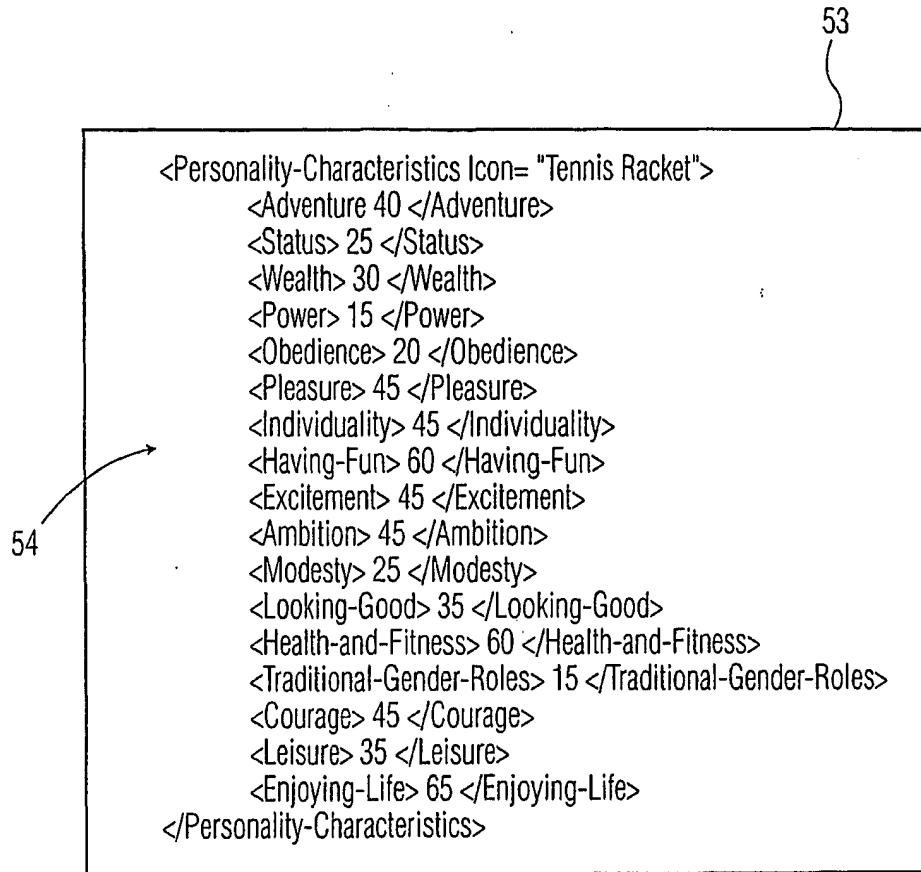 53
<Personality-Characteristics Icon= "Tennis Racket">
<Adventure 40 </Adventure>
<Status> 25 </Status>
<Wealth> 30 </Wealth>
<Power> 15 </Power>
<Obedience> 20 </Obedience>
<Pleasure> 45 </Pleasure>
<Individuality> 45 </Individuality>
<Having-Fun> 60 </Having-Fun>
<Excitement> 45 </Excitement>
<Ambition> 45 </Ambition>
54
<Modesty> 25 </Modesty>
<Looking-Good> 35 </Looking-Good>
<Health-and-Fitness> 60 </Health-and-Fitness>
<Traditional-Gender-Roles> 15 </Traditional-Gender-Roles>
<Courage> 45 </Courage>
<Leisure> 35 </Leisure>
<Enjoying-Life> 65 </Enjoying-Life>
</Personality-Characteristics>